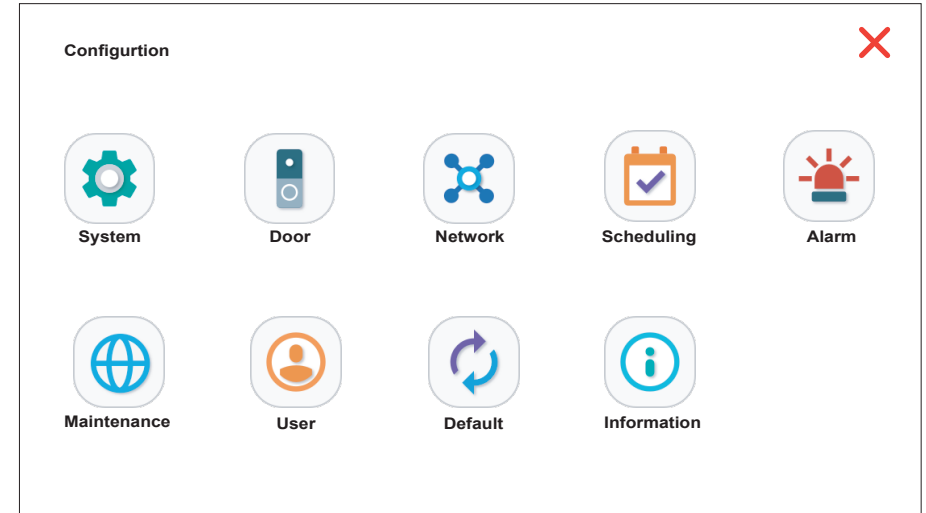 Configurtion
System Door Network Scheduling Alarm
Maintenance User Default Information